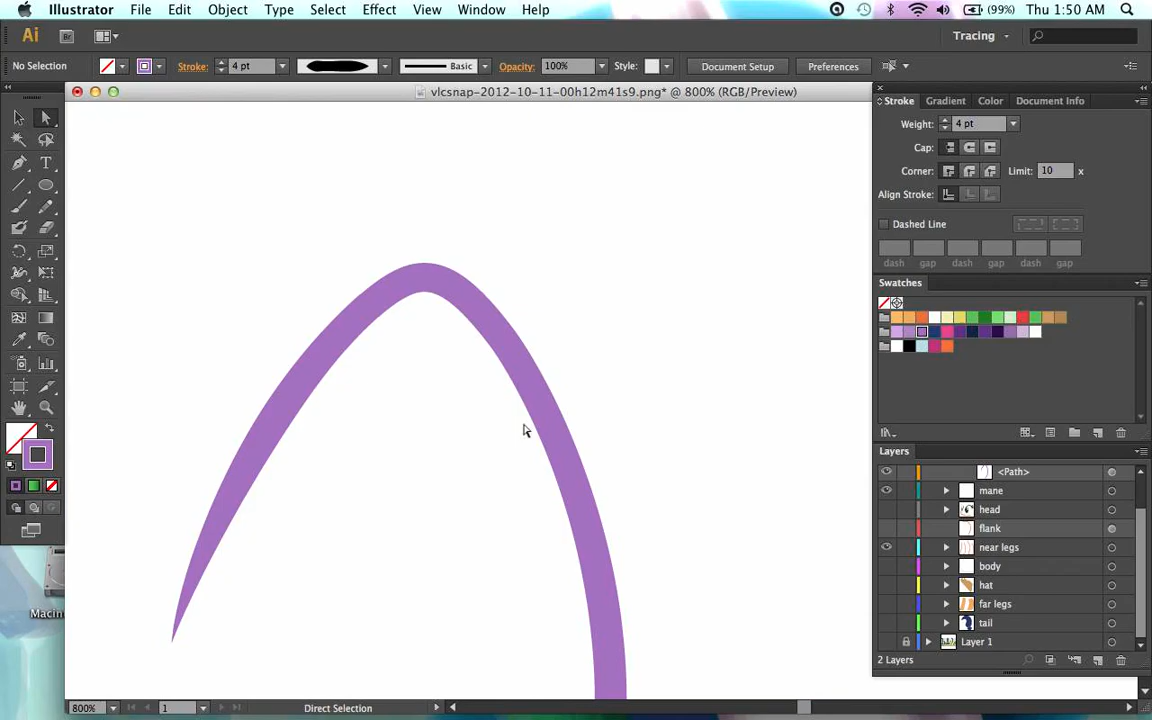 Illustrator File Edit Object Type Select Effect View Window Help (99%) Thu 1:50 AM
Ai Br Tracing
No Selection Stroke: 4 pt Basic Opacity: 100% Style: Document Setup Preferences
vlcsnap-2012-10-11-00h12m41s9.png* @ 800% (RGB/Preview)
Stroke Gradient Color Document Info
Weight: 4 pt
Cap:
Corner: Limit: 10 x
Align Stroke:
Dashed Line
dash gap dash gap dash gap
Swatches
Layers
<Path>
mane
head
flank
near legs
body
hat
far legs
tail
Layer 1
2 Layers
Macin
800% 1 Direct Selection